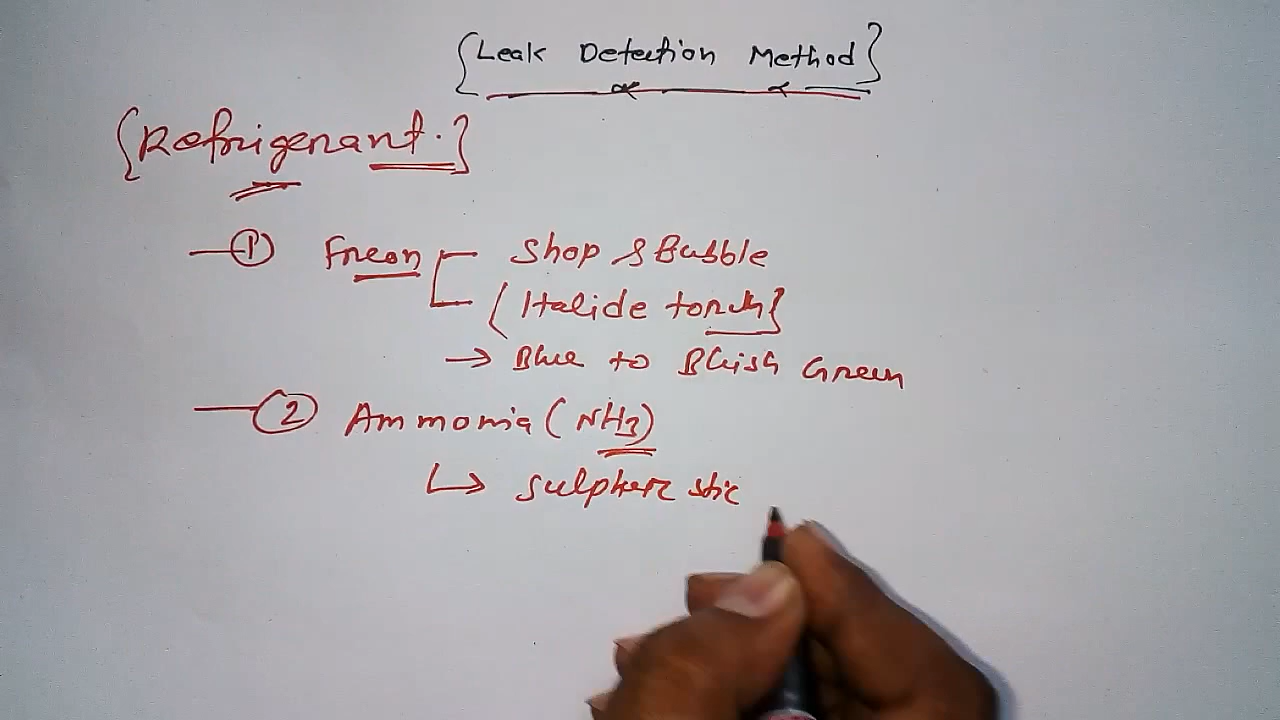 {Leak Detection Method}
{Refrigenant.}
① Freon
Shop & Bubble
{Halide torch}
→ Blue to Bluish Green
② Ammonia (NH3)
↳ sulpher stic